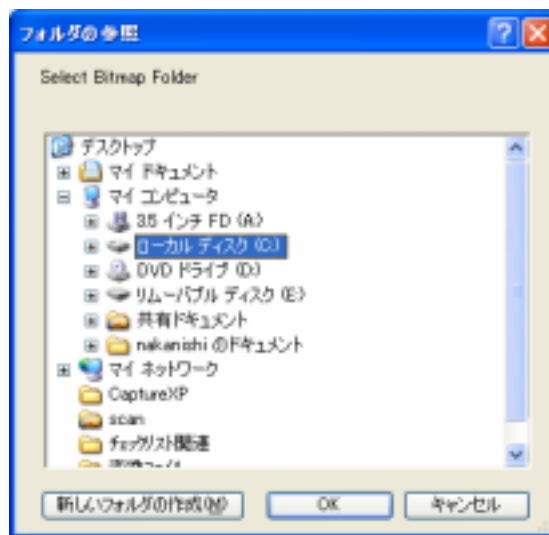 フォルダの参照
Select Bitmap Folder
デスクトップ
マイ ドキュメント
マイ コンピュータ
3.5 インチ FD (A:)
ローカル ディスク (C:)
DVD ドライブ (D:)
リムーバブル ディスク (E:)
共有ドキュメント
nakanishi のドキュメント
マイ ネットワーク
CaptureXP
scan
チェックリスト関連
新しいフォルダの作成(M)
OK
キャンセル